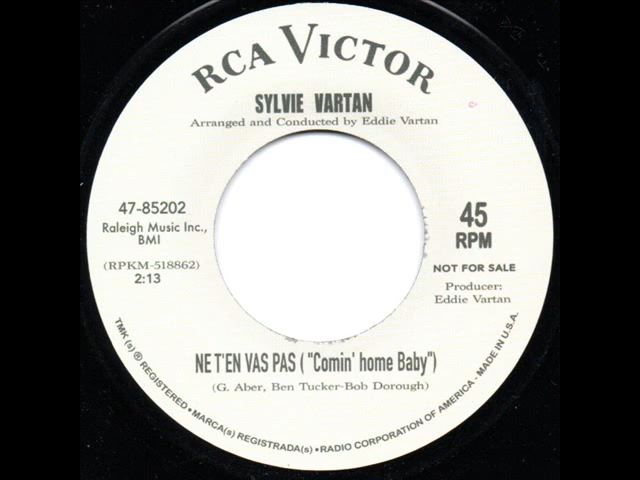 RCA VICTOR
SYLVIE VARTAN
Arranged and Conducted by Eddie Vartan
47-85202
Raleigh Music Inc.,
BMI
(RPKM-518862)
2:13
45
RPM
NOT FOR SALE
Producer:
Eddie Vartan
NE T'EN VAS PAS ( "Comin' home Baby")
(G. Aber, Ben Tucker-Bob Dorough)
TMK (s) ® REGISTERED • MARCA(s) REGISTRADA(s) • RADIO CORPORATION OF AMERICA - MADE IN U.S.A.